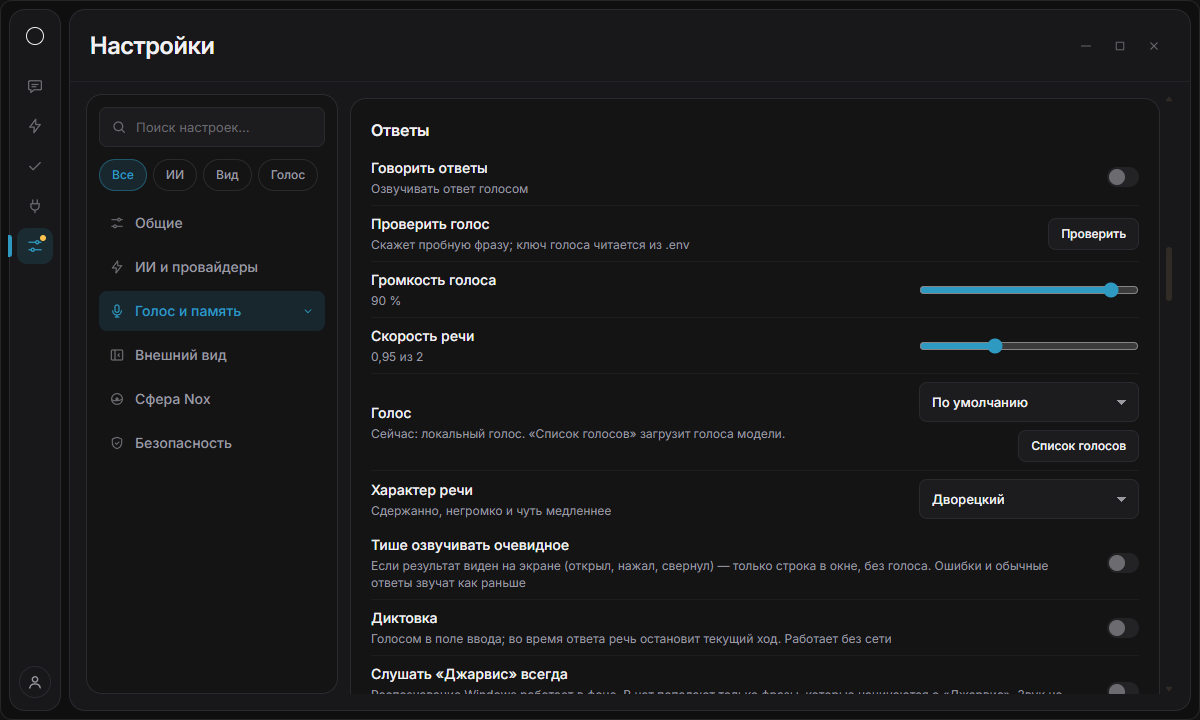 Настройки
Поиск настроек...
Все
ИИ
Вид
Голос
Общие
ИИ и провайдеры
Голос и память
Внешний вид
Сфера Nox
Безопасность
Ответы
Говорить ответы
Озвучивать ответ голосом
Проверить голос
Скажет пробную фразу; ключ голоса читается из .env
Проверить
Громкость голоса
90 %
Скорость речи
0,95 из 2
Голос
Сейчас: локальный голос. «Список голосов» загрузит голоса модели.
По умолчанию
Список голосов
Характер речи
Сдержанно, негромко и чуть медленнее
Дворецкий
Тише озвучивать очевидное
Если результат виден на экране (открыл, нажал, свернул) — только строка в окне, без голоса. Ошибки и обычные
ответы звучат как раньше
Диктовка
Голосом в поле ввода; во время ответа речь остановит текущий ход. Работает без сети
Слушать «Джарвис» всегда